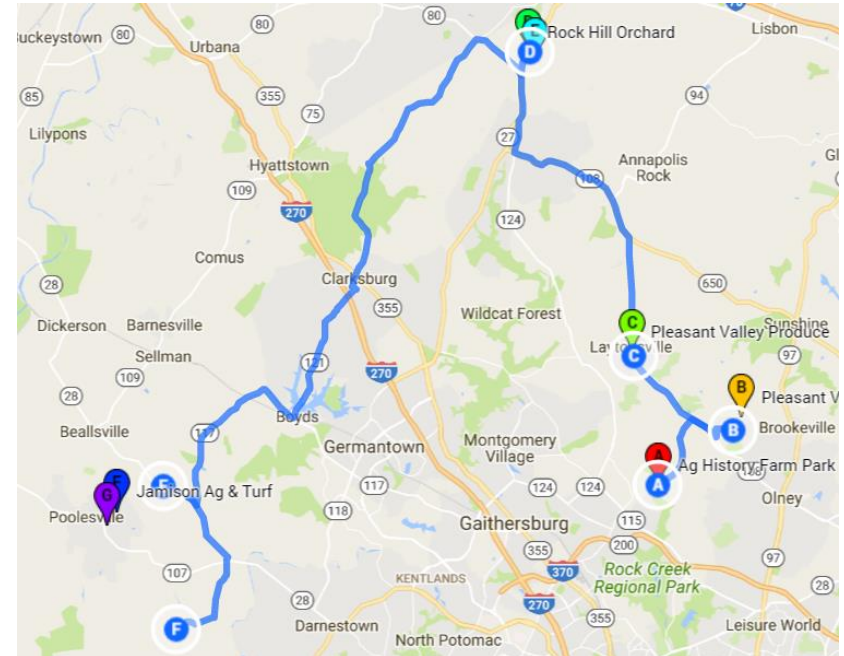 80
80
Lisbon
Buckeystown
80
Urbana
Rock Hill Orchard
D
85
355
75
94
Lilypons
27
Annapolis
Rock
Hyattstown
108
109
270
124
Comus
28
Clarksburg
650
355
Wildcat Forest
C
Dickerson
Barnesville
Pleasant Valley Produce
Sunshine
Laytonsville
C
97
Sellman
121
270
109
B
28
Pleasant V
Boyds
B
Brookeville
Beallsville
117
Germantown
Montgomery
Village
A
108
Ag History Farm Park
E
Jamison Ag & Turf
A
G
117
124
124
Olney
Poolesville
118
115
Gaithersburg
200
97
107
355
370
Rock Creek
Regional Park
KENTLANDS
28
28
270
F
Darnestown
355
Leisure World
North Potomac